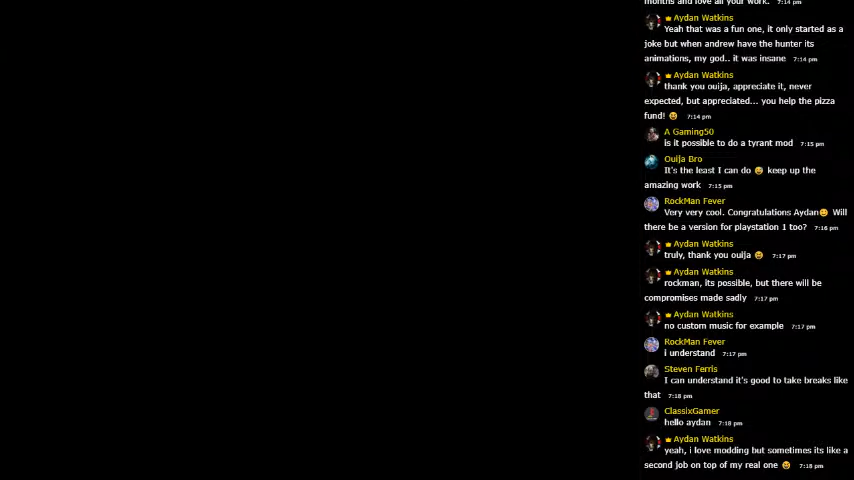 months and love all your work. 7:14 pm
Aydan Watkins
Yeah that was a fun one, it only started as a
joke but when andrew have the hunter its
animations, my god.. it was insane 7:14 pm
Aydan Watkins
thank you ouija, appreciate it, never
expected, but appreciated... you help the pizza
fund! 😆 7:14 pm
A Gaming50
is it possible to do a tyrant mod 7:15 pm
Ouija Bro
It's the least I can do 😅 keep up the
amazing work 7:15 pm
RockMan Fever
Very very cool. Congratulations Aydan😃 Will
there be a version for playstation 1 too? 7:16 pm
Aydan Watkins
truly, thank you ouija 😆 7:17 pm
Aydan Watkins
rockman, its possible, but there will be
compromises made sadly 7:17 pm
Aydan Watkins
no custom music for example 7:17 pm
RockMan Fever
i understand 7:17 pm
Steven Ferris
I can understand it's good to take breaks like
that 7:18 pm
ClassixGamer
hello aydan 7:18 pm
Aydan Watkins
yeah, i love modding but sometimes its like a
second job on top of my real one 😆 7:18 pm